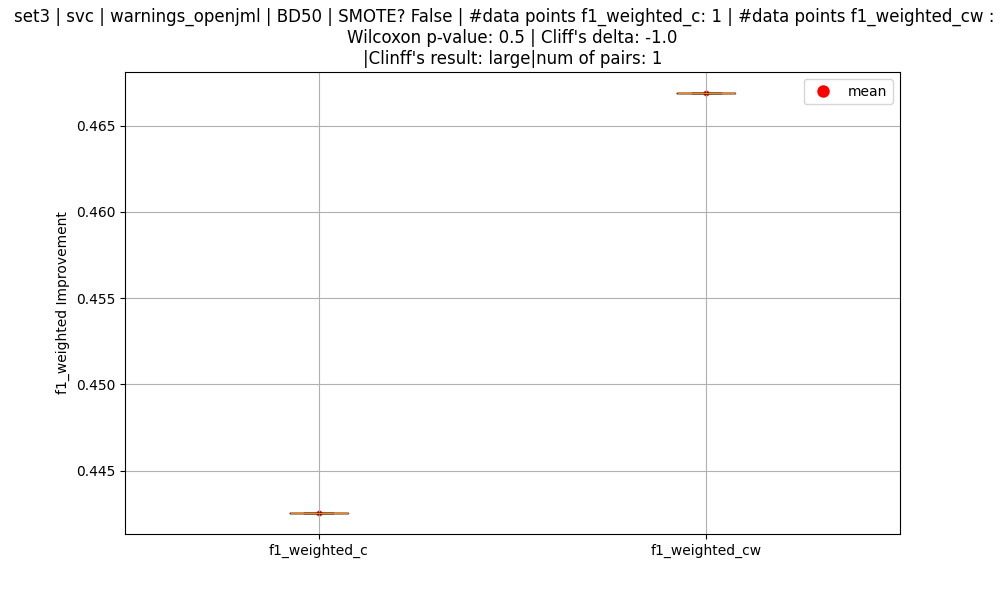 set3 | svc | warnings_openjml | BD50 | SMOTE? False | #data points f1_weighted_c: 1 | #data points f1_weighted_cw :
Wilcoxon p-value: 0.5 | Cliff's delta: -1.0
|Clinff's result: large|num of pairs: 1
mean
0.465
0.460
0.455
0.450
0.445
f1_weighted Improvement
f1_weighted_c
f1_weighted_cw